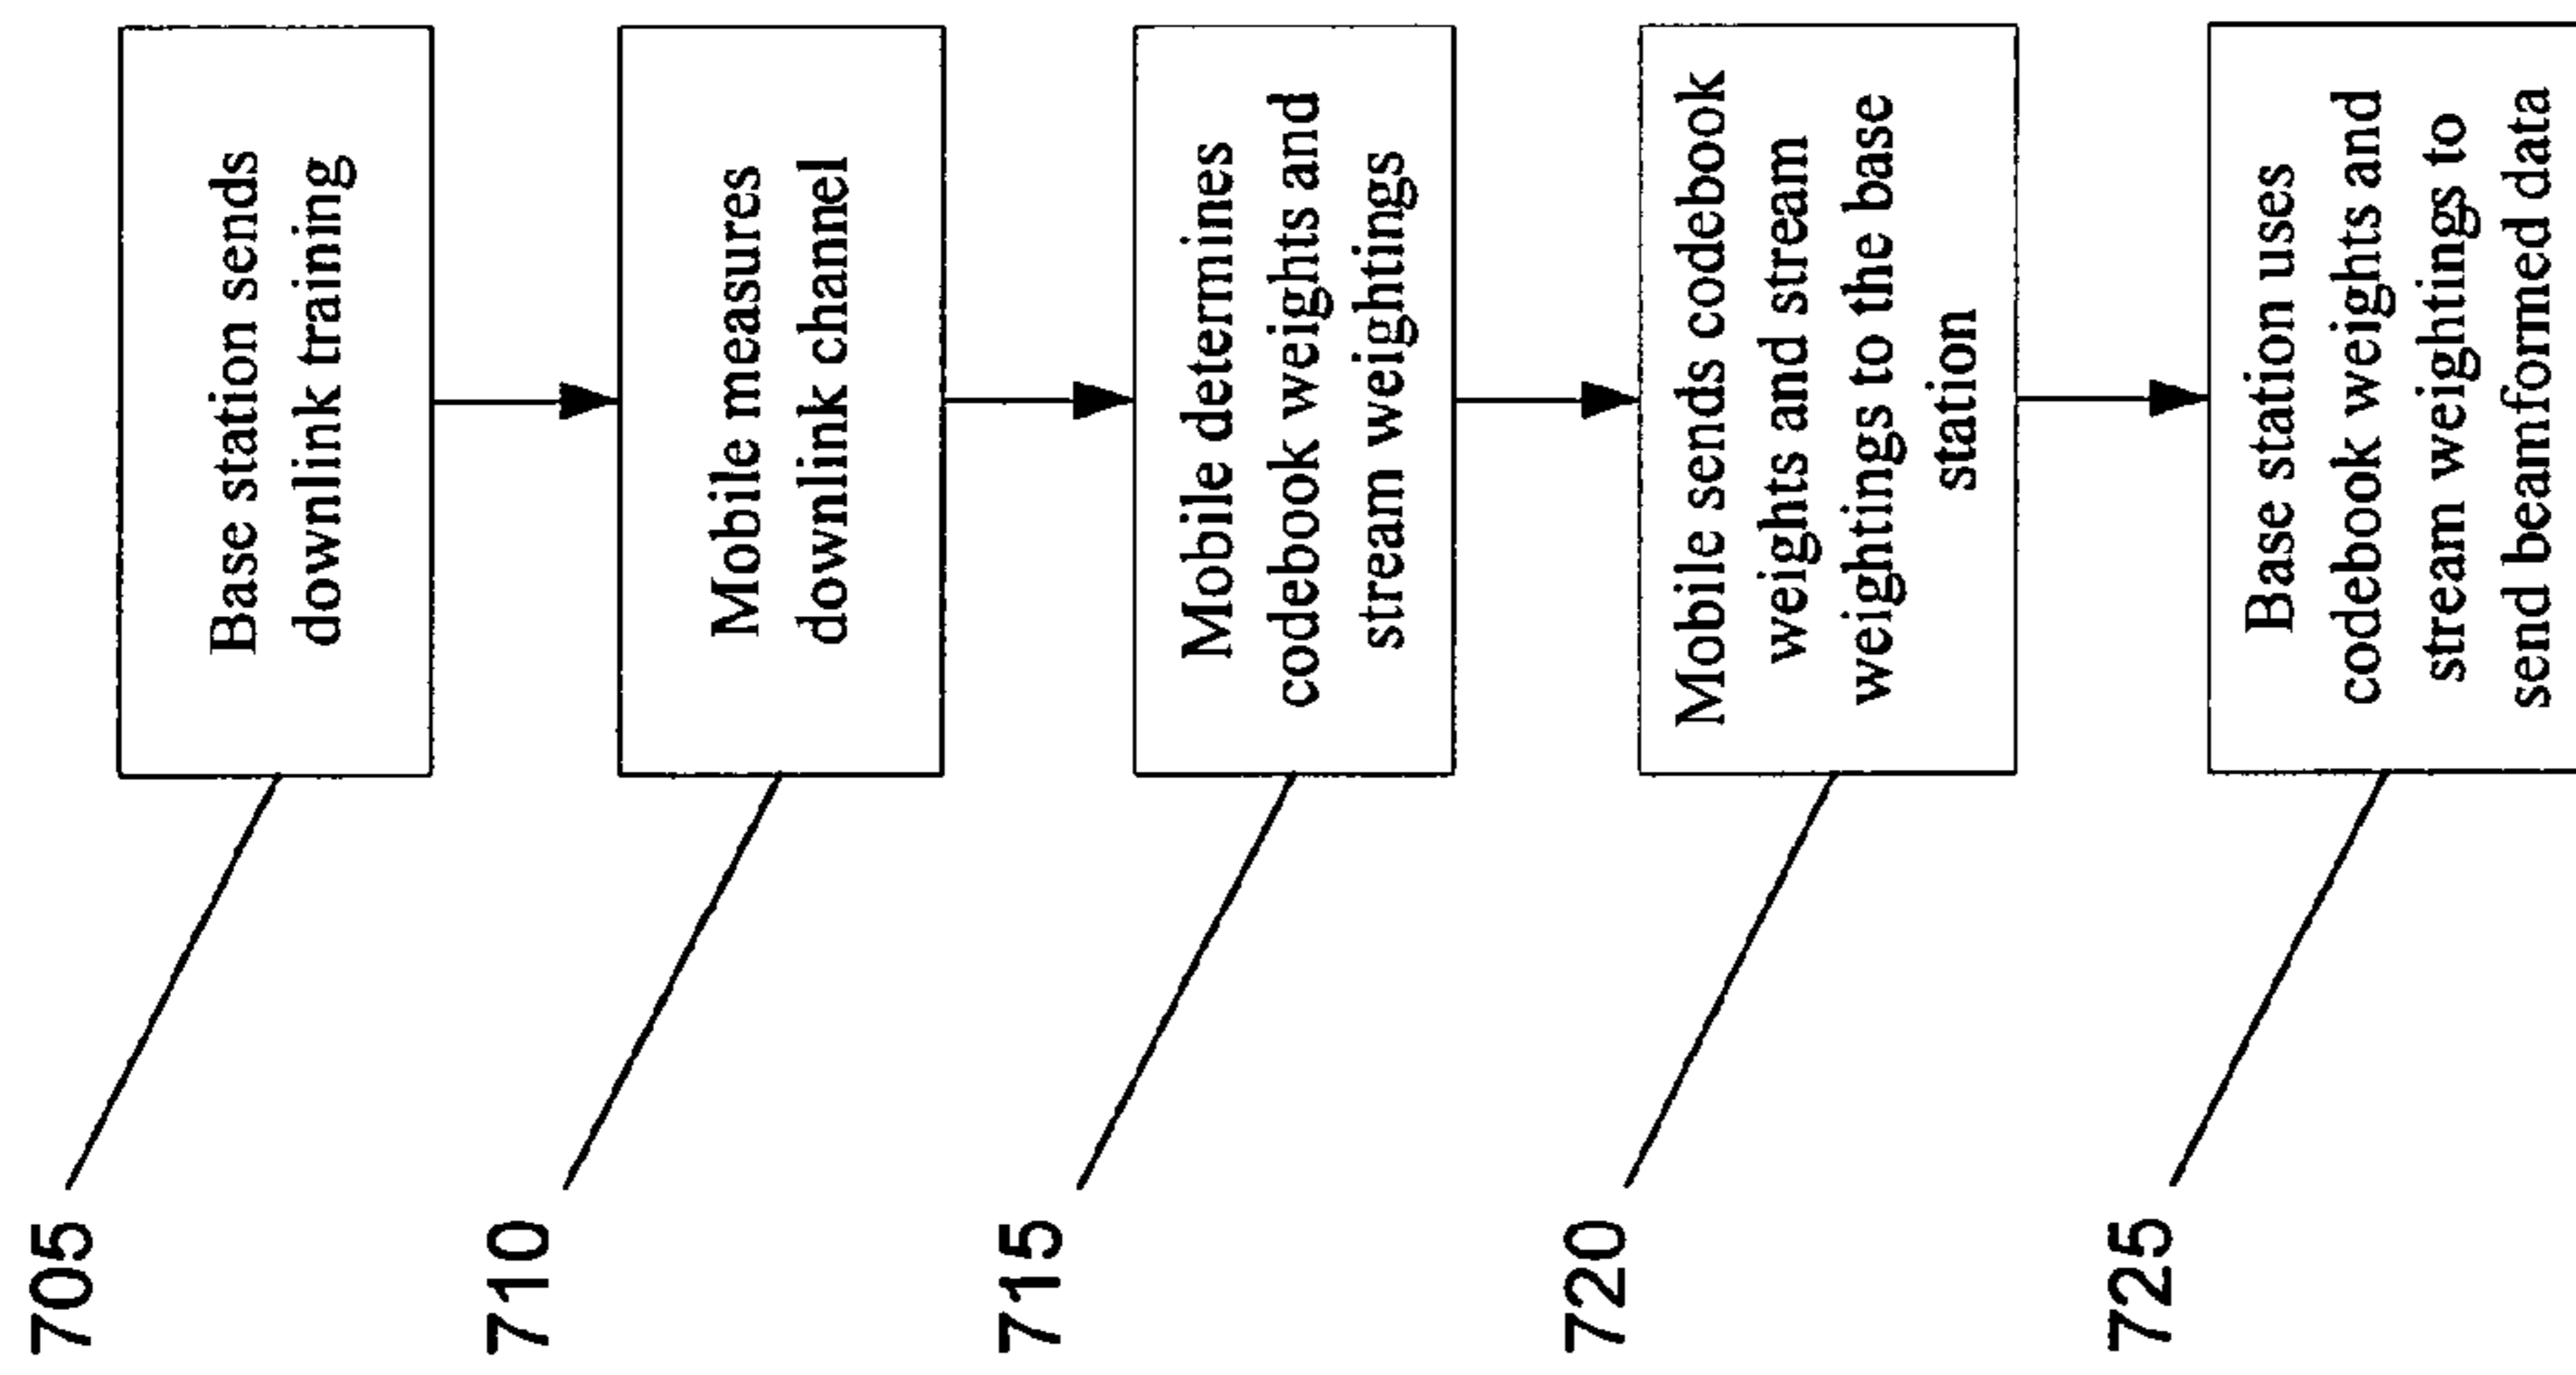 705
Base station sends
downlink training
710
Mobile measures
downlink channel
715
Mobile determines
codebook weights and
stream weightings
720
Mobile sends codebook
weights and stream
weightings to the base
station
725
Base station uses
codebook weights and
stream weightings to
send beamformed data